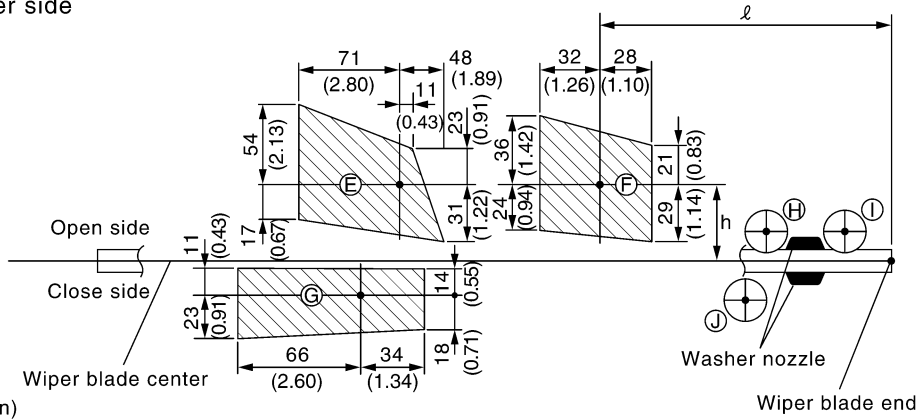 er side
ℓ
71
(2.80)
48
(1.89)
32
(1.26)
28
(1.10)
11
(0.43)
23
(0.91)
54
(2.13)
36
(1.42)
21
(0.83)
E
F
17
(0.67)
31
(1.22)
24
(0.94)
29
(1.14)
h
H
I
Open side
11
(0.43)
Close side
G
14
(0.55)
J
23
(0.91)
18
(0.71)
66
(2.60)
34
(1.34)
Washer nozzle
Wiper blade center
Wiper blade end
n)